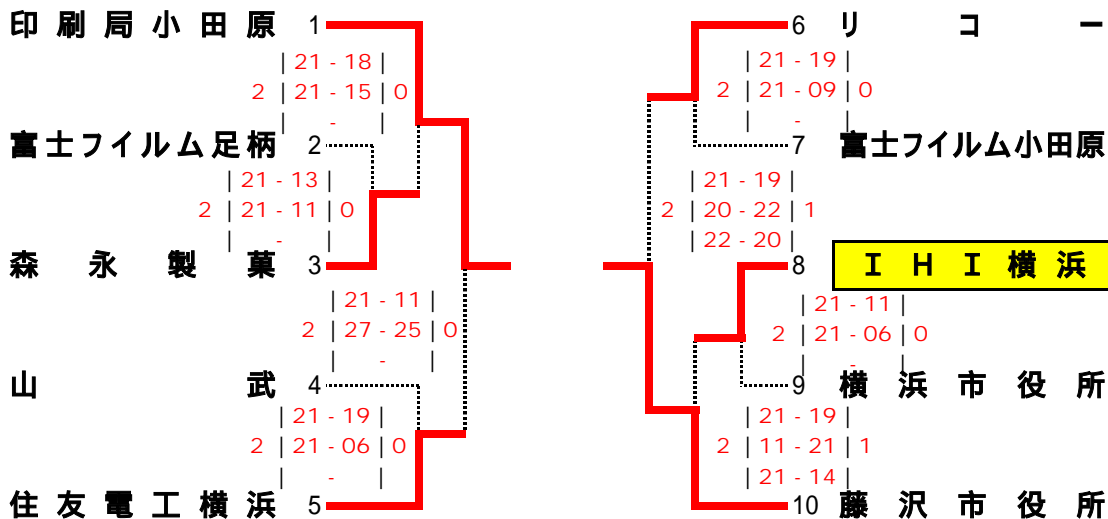 印刷局小田原 1
| 21 - 18 |
2 | 21 - 15 | 0
| - |
富士フイルム足柄 2
| 21 - 13 |
2 | 21 - 11 | 0
| - |
森永製菓 3
| 21 - 11 |
2 | 27 - 25 | 0
| - |
山武 4
| 21 - 19 |
2 | 21 - 06 | 0
| - |
住友電工横浜 5
6 リコー
| 21 - 19 |
2 | 21 - 09 | 0
| - |
7 富士フイルム小田原
| 21 - 19 |
2 | 20 - 22 | 1
| 22 - 20 |
8 IHI横浜
| 21 - 11 |
2 | 21 - 06 | 0
| - |
9 横浜市役所
| 21 - 19 |
2 | 11 - 21 | 1
| 21 - 14 |
10 藤沢市役所